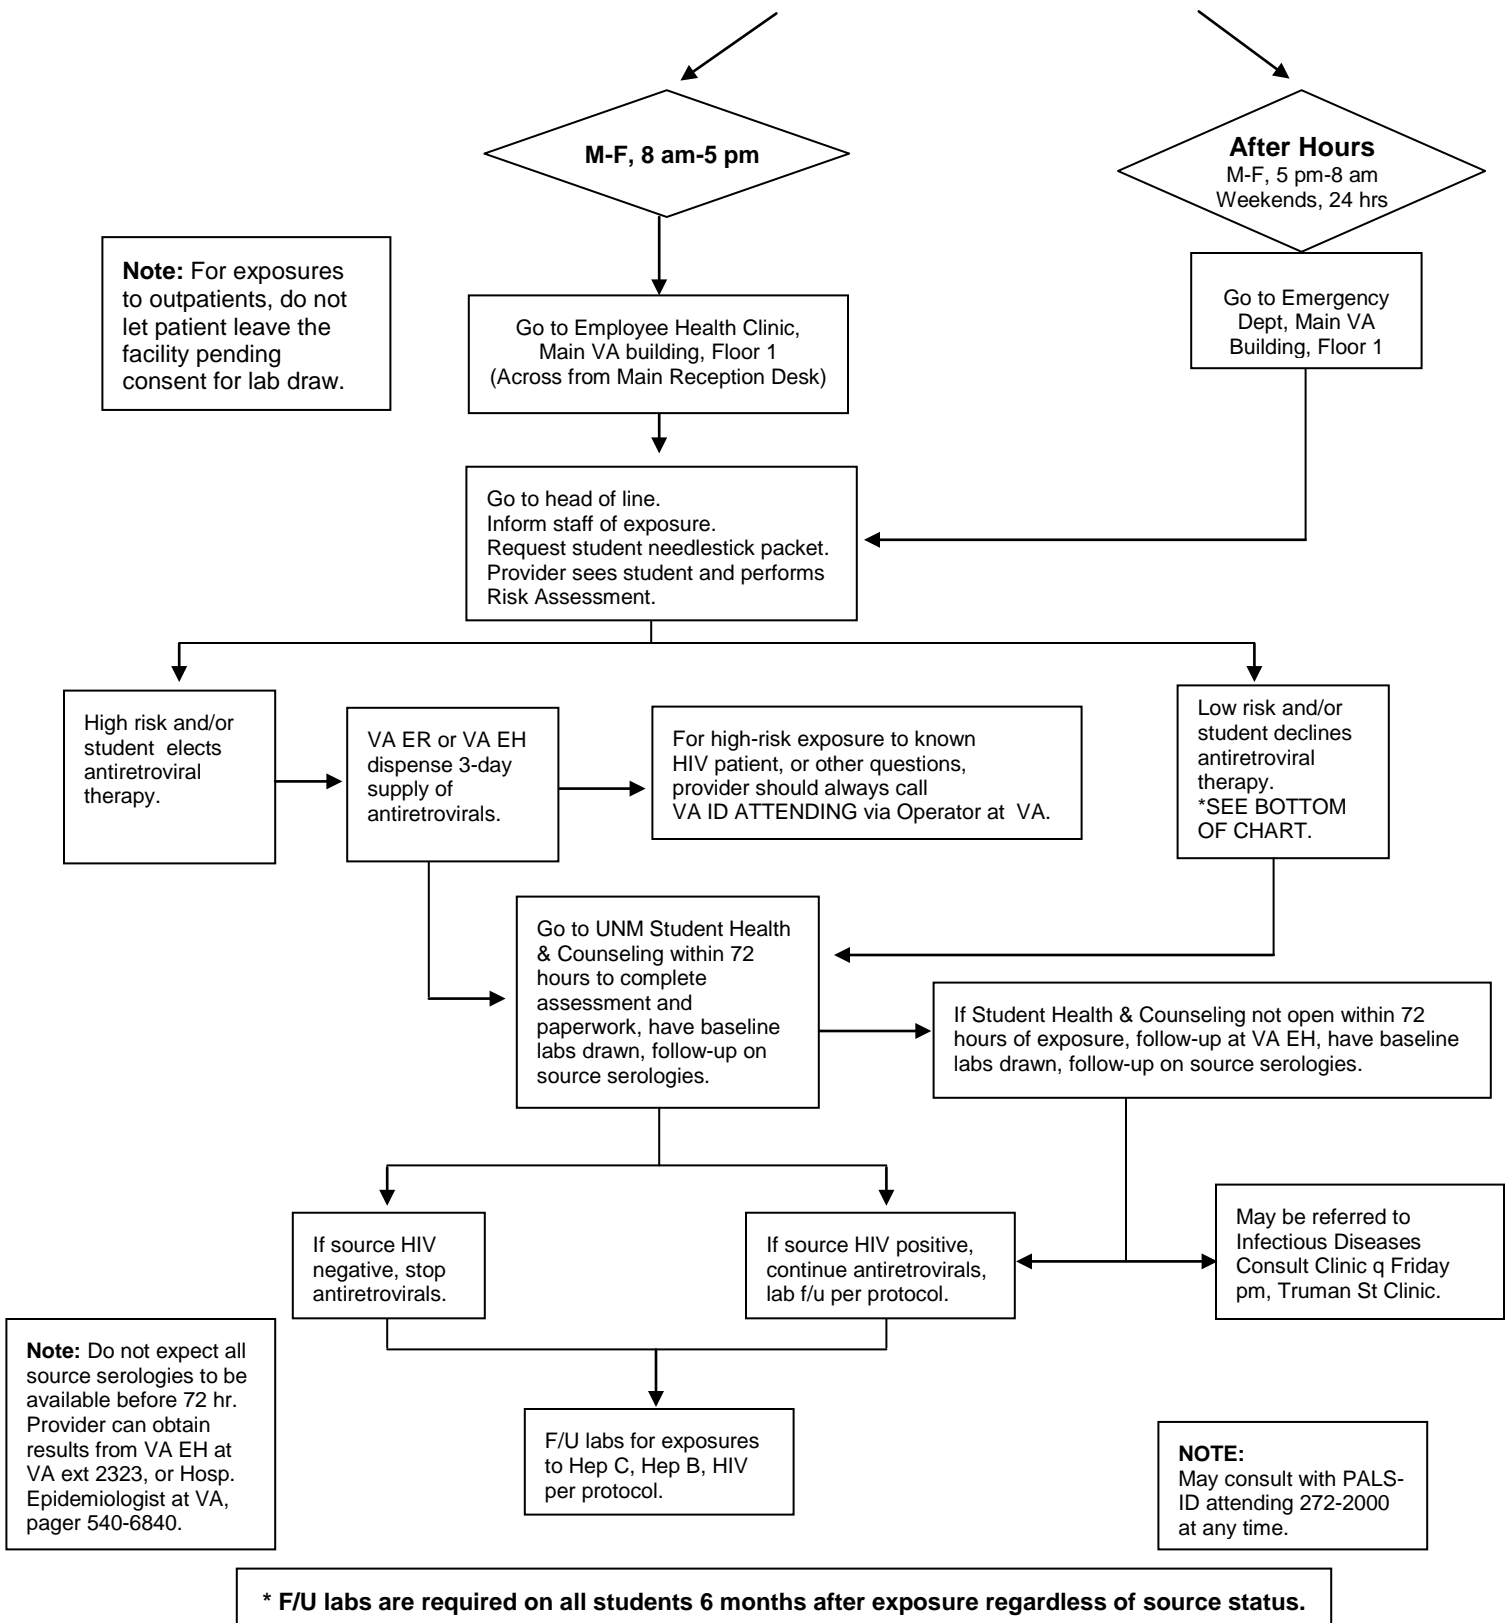 M-F, 8 am-5 pm
After Hours
M-F, 5 pm-8 am
Weekends, 24 hrs
Note: For exposures
to outpatients, do not
let patient leave the
facility pending
consent for lab draw.
Go to Employee Health Clinic,
Main VA building, Floor 1
(Across from Main Reception Desk)
Go to Emergency
Dept, Main VA
Building, Floor 1
Go to head of line.
Inform staff of exposure.
Request student needlestick packet.
Provider sees student and performs
Risk Assessment.
High risk and/or
student elects
antiretroviral
therapy.
VA ER or VA EH
dispense 3-day
supply of
antiretrovirals.
For high-risk exposure to known
HIV patient, or other questions,
provider should always call
VA ID ATTENDING via Operator at VA.
Low risk and/or
student declines
antiretroviral
therapy.
*SEE BOTTOM
OF CHART.
Go to UNM Student Health
& Counseling within 72
hours to complete
assessment and
paperwork, have baseline
labs drawn, follow-up on
source serologies.
If Student Health & Counseling not open within 72
hours of exposure, follow-up at VA EH, have baseline
labs drawn, follow-up on source serologies.
If source HIV
negative, stop
antiretrovirals.
If source HIV positive,
continue antiretrovirals,
lab f/u per protocol.
May be referred to
Infectious Diseases
Consult Clinic q Friday
pm, Truman St Clinic.
Note: Do not expect all
source serologies to be
available before 72 hr.
Provider can obtain
results from VA EH at
VA ext 2323, or Hosp.
Epidemiologist at VA,
pager 540-6840.
F/U labs for exposures
to Hep C, Hep B, HIV
per protocol.
NOTE:
May consult with PALS-
ID attending 272-2000
at any time.
* F/U labs are required on all students 6 months after exposure regardless of source status.